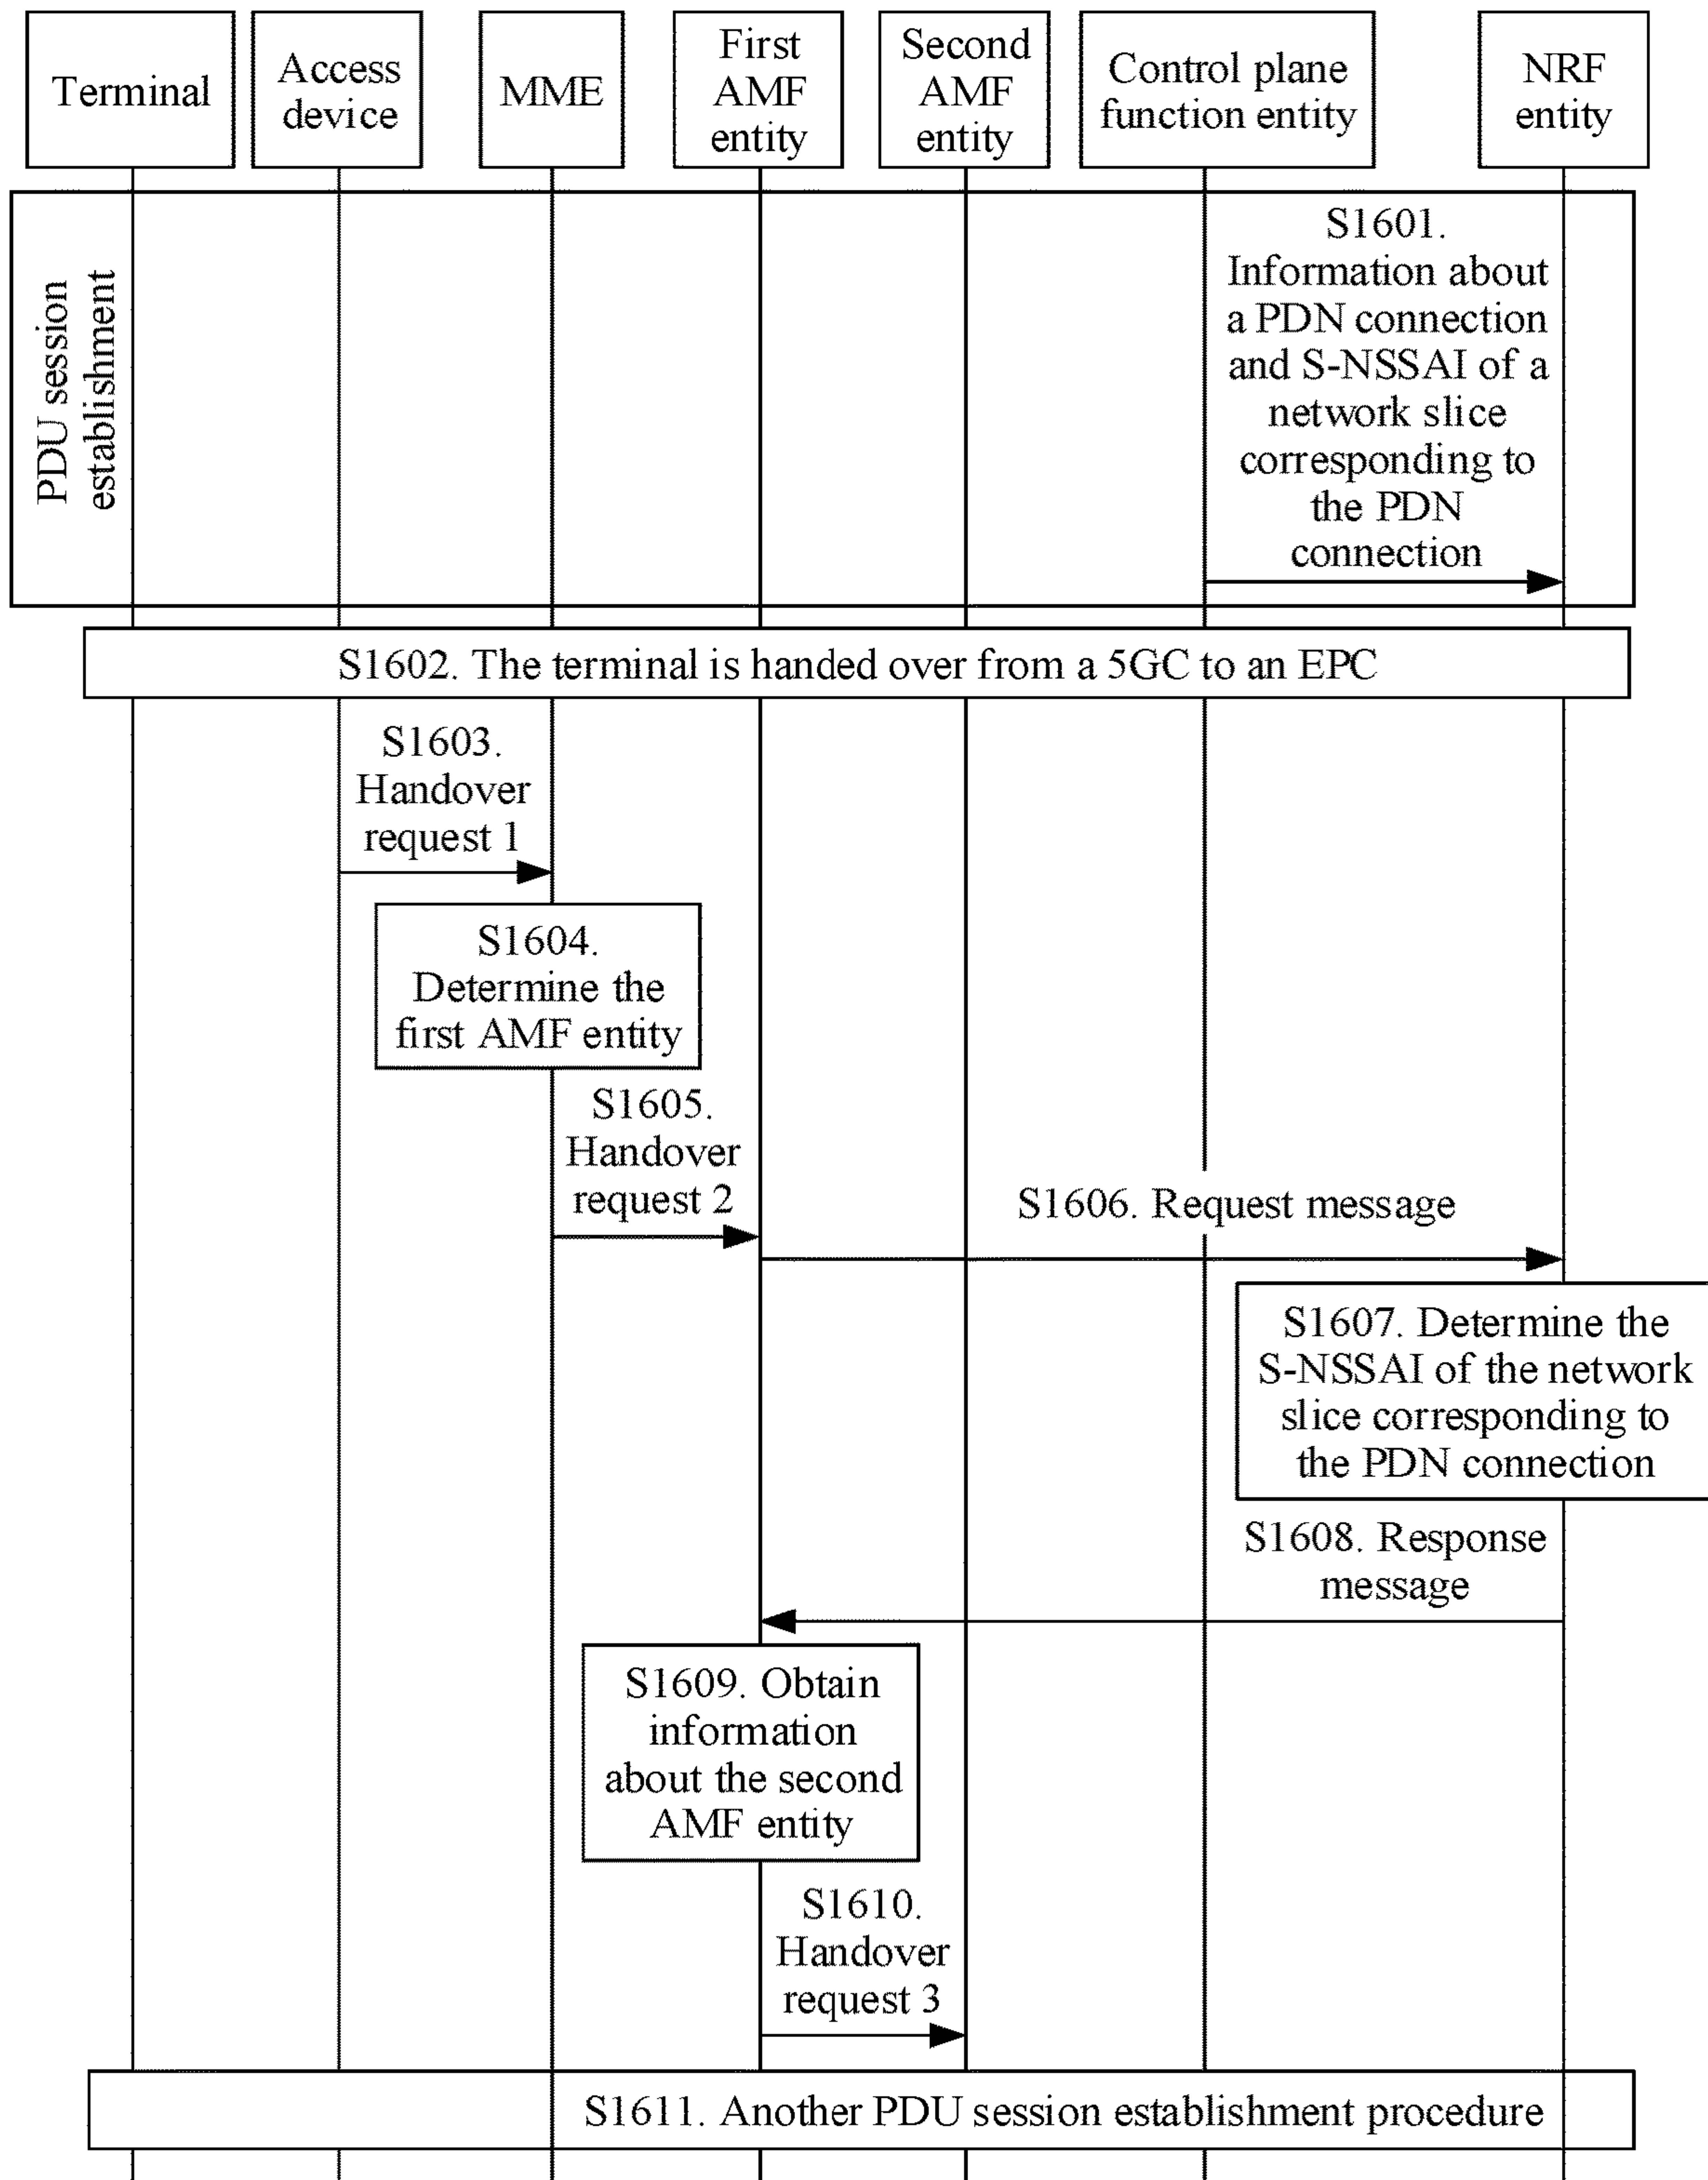 Terminal
Access
device
MME
First
AMF
entity
Second
AMF
entity
Control plane
function entity
NRF
entity
PDU session
establishment
S1601.
Information about
a PDN connection
and S-NSSAI of a
network slice
corresponding to
the PDN
connection
S1602. The terminal is handed over from a 5GC to an EPC
S1603.
Handover
request 1
S1604.
Determine the
first AMF entity
S1605.
Handover
request 2
S1606. Request message
S1607. Determine the
S-NSSAI of the network
slice corresponding to
the PDN connection
S1608. Response
message
S1609. Obtain
information
about the second
AMF entity
S1610.
Handover
request 3
S1611. Another PDU session establishment procedure